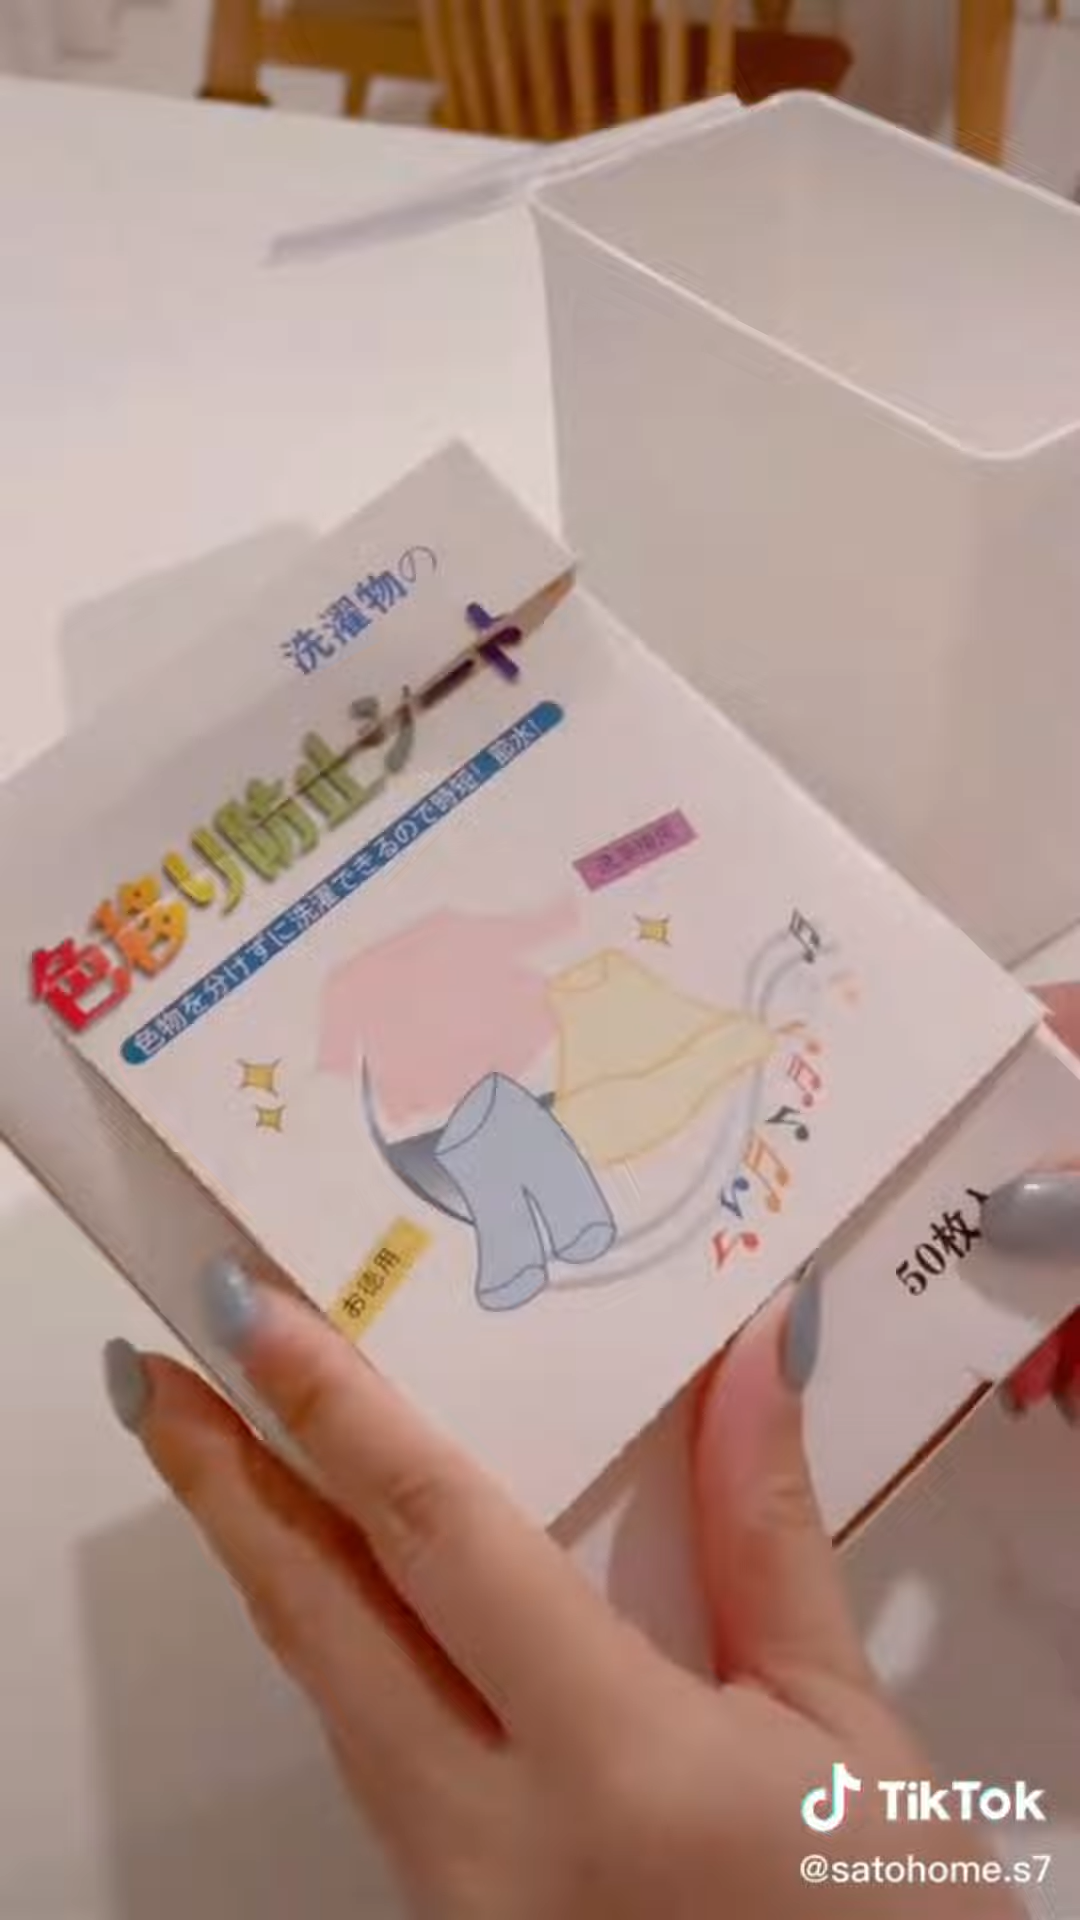 洗濯物の
色移り防止シート
色物を分けずに洗濯できるので時短！ 節水！
お徳用
50枚入
TikTok
@satohome.s7